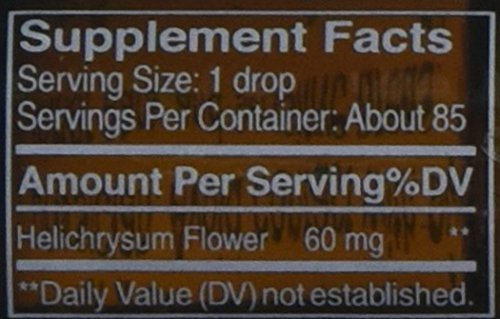 Supplement Facts
Serving Size: 1 drop
Servings Per Container: About 85
Amount Per Serving%DV
Helichrysum Flower 60 mg **
**Daily Value (DV) not established.